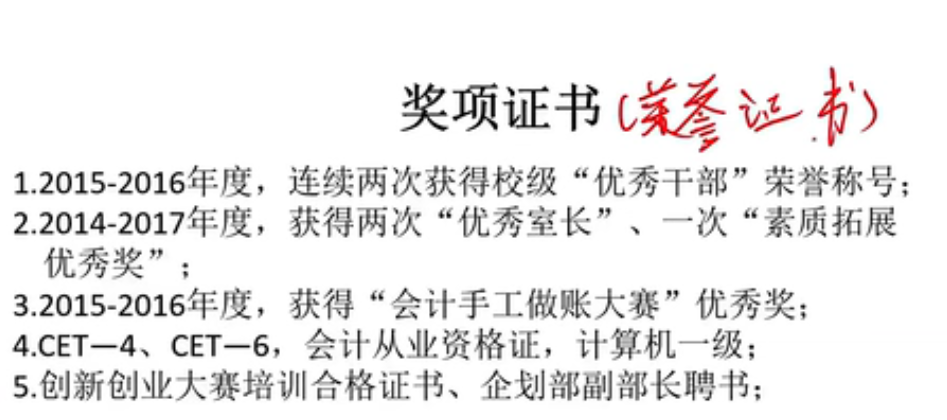 奖项证书(荣誉证书)
1.2015-2016年度，连续两次获得校级“优秀干部”荣誉称号；
2.2014-2017年度，获得两次“优秀室长”、一次“素质拓展
优秀奖”；
3.2015-2016年度，获得“会计手工做账大赛”优秀奖；
4.CET—4、CET—6，会计从业资格证，计算机一级；
5.创新创业大赛培训合格证书、企划部副部长聘书；